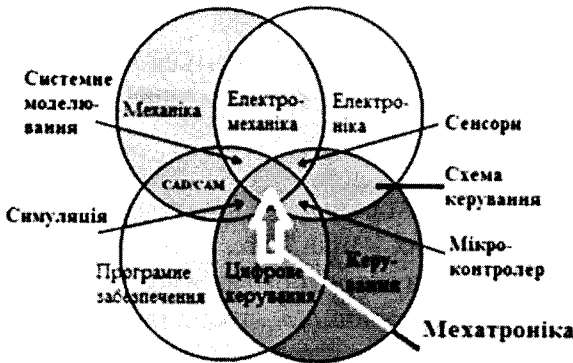 Системне
моделю-
вання
Механіка
Електро-
механіка
Електро-
ніка
Сенсори
CAD/CAM
Схема
керування
Симуляція
Мікро-
контролер
Програмне
забезпечення
Цифрове
керування
Керу-
вання
Мехатроніка